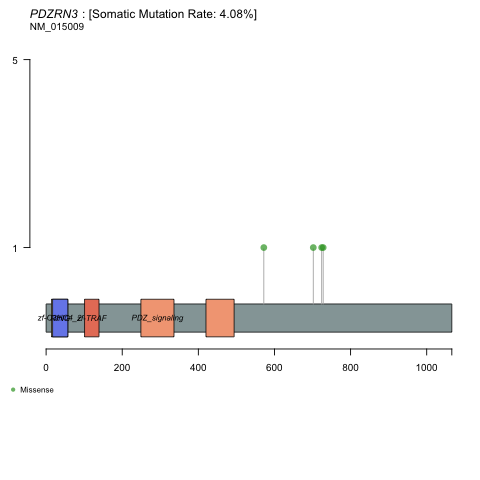 PDZRN3 : [Somatic Mutation Rate: 4.08%]
NM_015009
5
1
zf-TRAF PDZ_signaling
0 200 400 600 800 1000
Missense